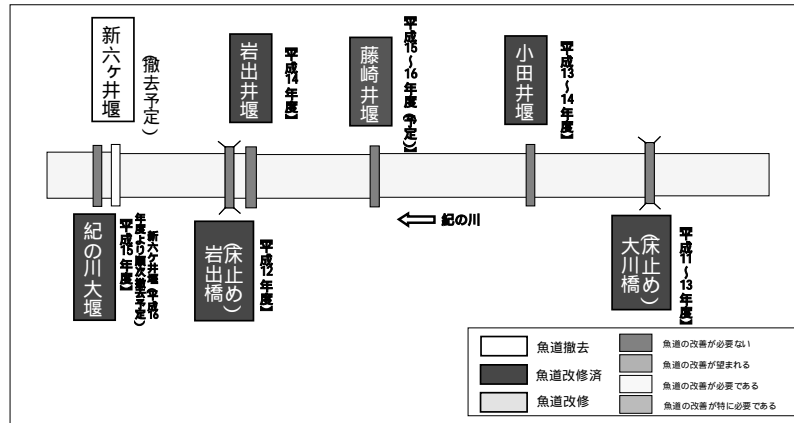 新六ヶ井堰
(撤去予定)
岩出井堰
【平成14年度】
藤崎井堰
【平成15～16年度(予定)】
小田井堰
【平成13～14年度】
紀の川
紀の川大堰
【平成15年度】
新六ヶ井堰(平成16
年度より順次撤去予定)
岩出橋
(床止め)
【平成12年度】
大川橋
(床止め)
【平成11～13年度】
魚道撤去
魚道改修済
魚道改修
魚道の改善が必要ない
魚道の改善が望まれる
魚道の改善が必要である
魚道の改善が特に必要である